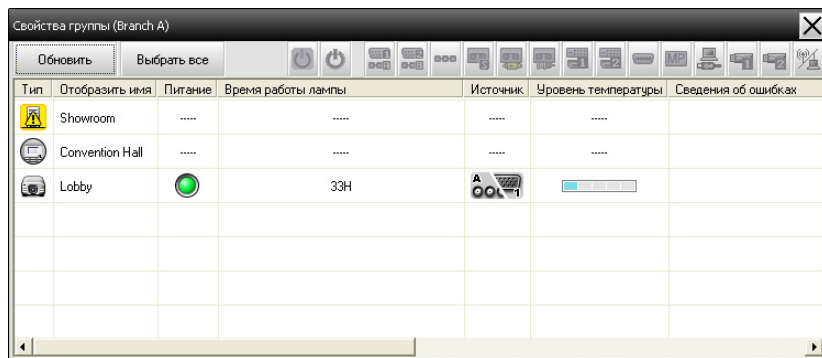 Свойства группы (Branch A)
Обновить Выбрать все
Тип Отобразить имя Питание Время работы лампы Источник Уровень температуры Сведения об ошибках
Showroom ----- ----- ----- -----
Convention Hall ----- ----- ----- -----
Lobby 33H A 1